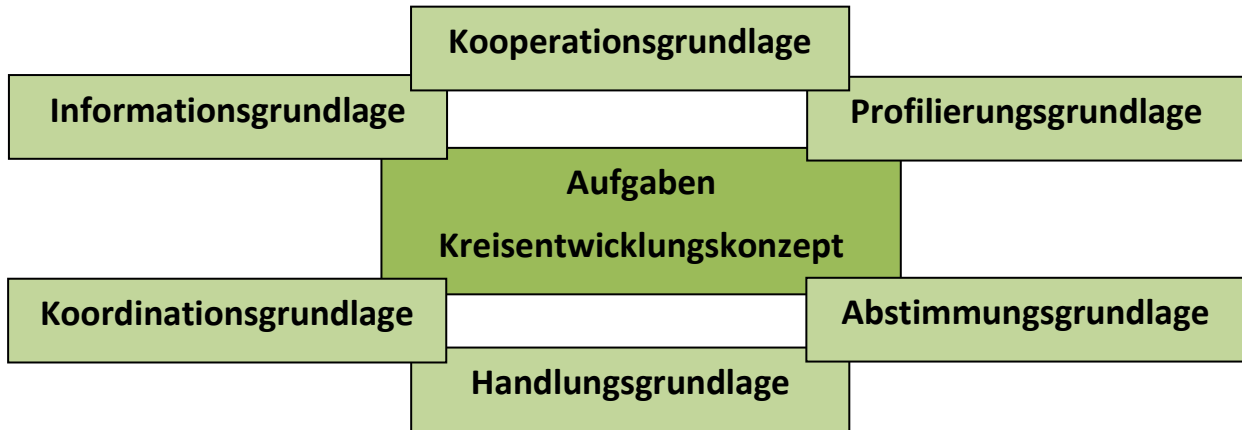 Kooperationsgrundlage
Informationsgrundlage
Profilierungsgrundlage
Aufgaben
Kreisentwicklungskonzept
Koordinationsgrundlage
Abstimmungsgrundlage
Handlungsgrundlage